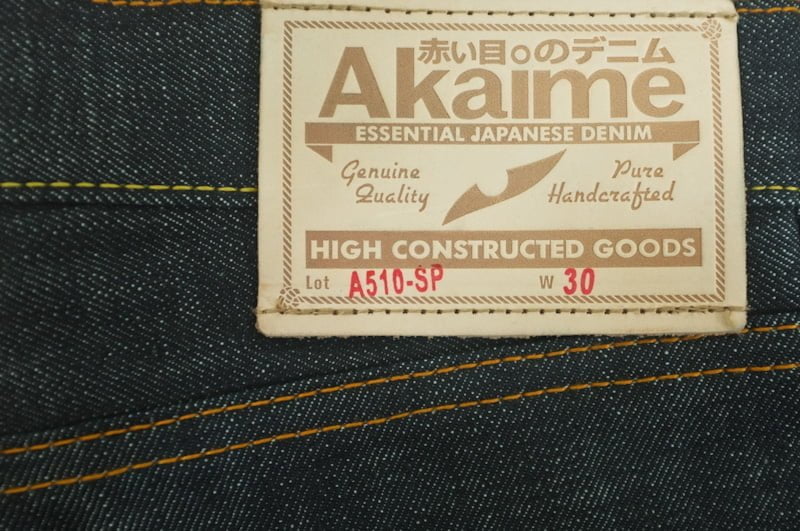 赤い目のデニム
Akaime
ESSENTIAL JAPANESE DENIM
Genuine Quality
Pure Handcrafted
HIGH CONSTRUCTED GOODS
Lot A510-SP W 30